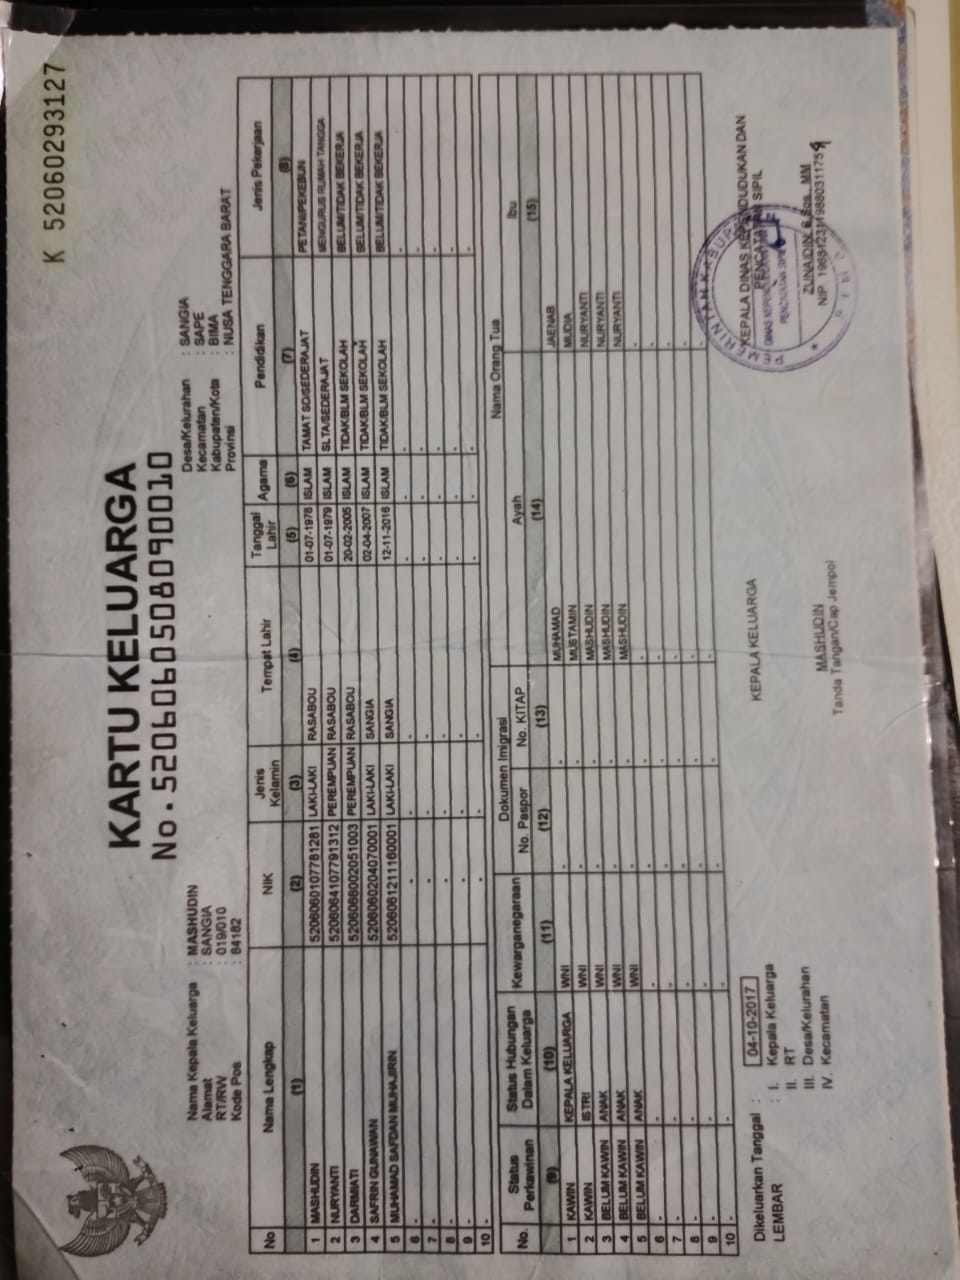 K 52060293127
KARTU KELUARGA
No. 5206060508090010
Nama Kepala Keluarga : MASHUDIN
Alamat : SANGIA
RT/RW : 019/010
Kode Pos : 84182
Desa/Kelurahan : SANGIA
Kecamatan : SAPE
Kabupaten/Kota : BIMA
Provinsi : NUSA TENGGARA BARAT
No Nama Lengkap NIK Jenis Kelamin Tempat Lahir Tanggal Lahir Agama Pendidikan Jenis Pekerjaan
(1) (2) (3) (4) (5) (6) (7) (8)
1 MASHUDIN 5206060107781281 LAKI-LAKI RASABOU 01-07-1978 ISLAM TAMAT SD/SEDERAJAT PETANI/PEKEBUN
2 NURYANTI 5206064107791312 PEREMPUAN RASABOU 01-07-1979 ISLAM SLTA/SEDERAJAT MENGURUS RUMAH TANGGA
3 DARMIATI 5206066002051003 PEREMPUAN RASABOU 20-02-2005 ISLAM TIDAK/BLM SEKOLAH BELUM/TIDAK BEKERJA
4 SAFRIN GUNAWAN 5206060204070001 LAKI-LAKI SANGIA 02-04-2007 ISLAM TIDAK/BLM SEKOLAH BELUM/TIDAK BEKERJA
5 MUHAMAD SAFDAN MUHAJIRIN 5206061211160001 LAKI-LAKI SANGIA 12-11-2016 ISLAM TIDAK/BLM SEKOLAH BELUM/TIDAK BEKERJA
6 - - - - - - - -
7 - - - - - - - -
8 - - - - - - - -
9 - - - - - - - -
10 - - - - - - - -
No. Status Perkawinan Status Hubungan Dalam Keluarga Kewarganegaraan Dokumen Imigrasi Nama Orang Tua
No. Paspor No. KITAP Ayah Ibu
(9) (10) (11) (12) (13) (14) (15)
1 KAWIN KEPALA KELUARGA WNI - - MUHAMAD JAENAB
2 KAWIN ISTRI WNI - - MUSTAMIN MUDIA
3 BELUM KAWIN ANAK WNI - - MASHUDIN NURYANTI
4 BELUM KAWIN ANAK WNI - - MASHUDIN NURYANTI
5 BELUM KAWIN ANAK WNI - - MASHUDIN NURYANTI
6 - - - - - - -
7 - - - - - - -
8 - - - - - - -
9 - - - - - - -
10 - - - - - - -
Dikeluarkan Tanggal : 04-10-2017
LEMBAR : I. Kepala Keluarga
II. RT
III. Desa/Kelurahan
IV. Kecamatan
KEPALA KELUARGA
MASHUDIN
Tanda Tangan/Cap Jempol
KEPALA DINAS KEPENDUDUKAN DAN
PENCATATAN SIPIL
ZUNAIDIN, S.Sos. MM